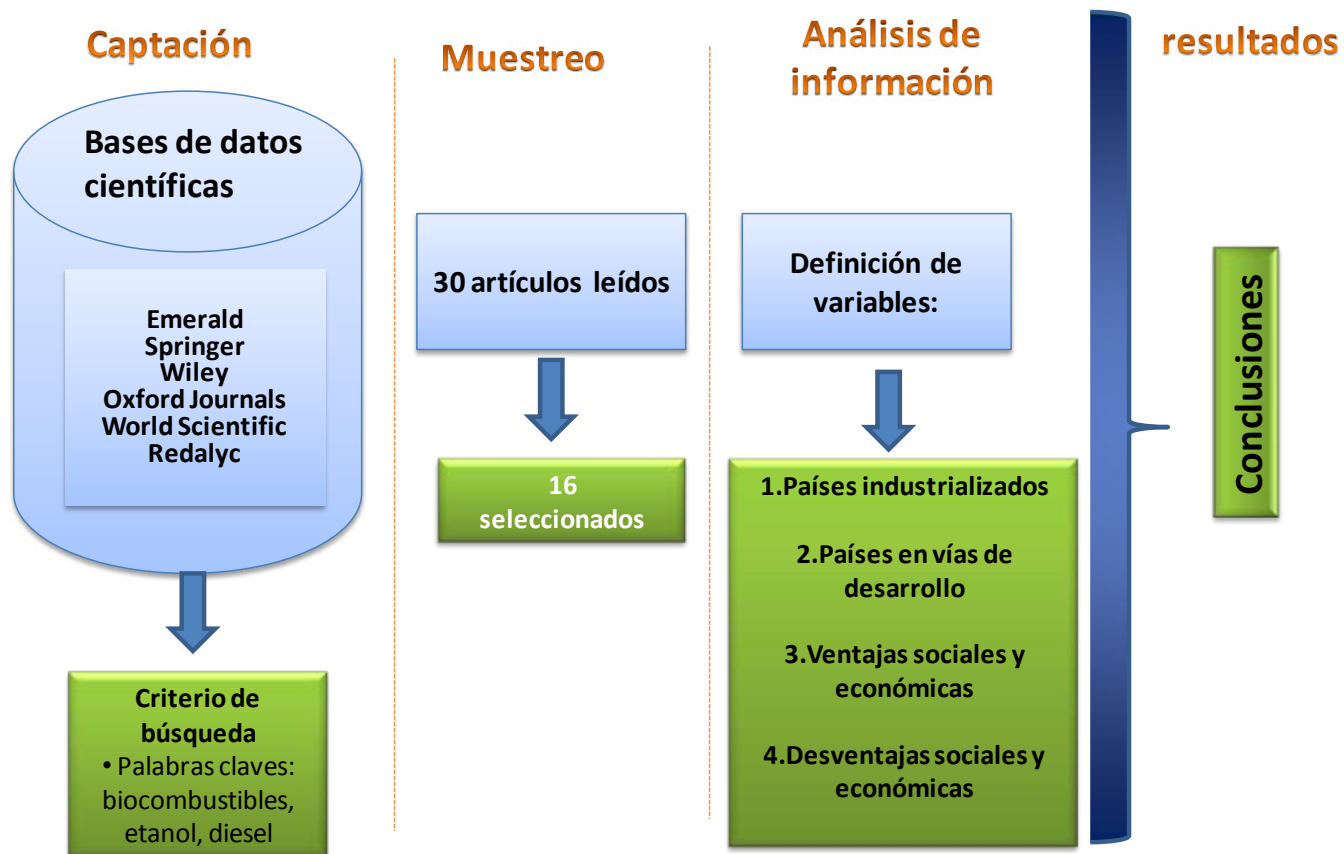 Captación
Bases de datos
científicas
Emerald
Springer
Wiley
Oxford Journals
World Scientific
Redalyc
Criterio de
búsqueda
• Palabras claves:
biocombustibles,
etanol, diesel
Muestreo
30 artículos leídos
16
seleccionados
Análisis de
información
Definición de
variables:
1.Países industrializados
2.Países en vías de
desarrollo
3.Ventajas sociales y
económicas
4.Desventajas sociales y
económicas
resultados
Conclusiones